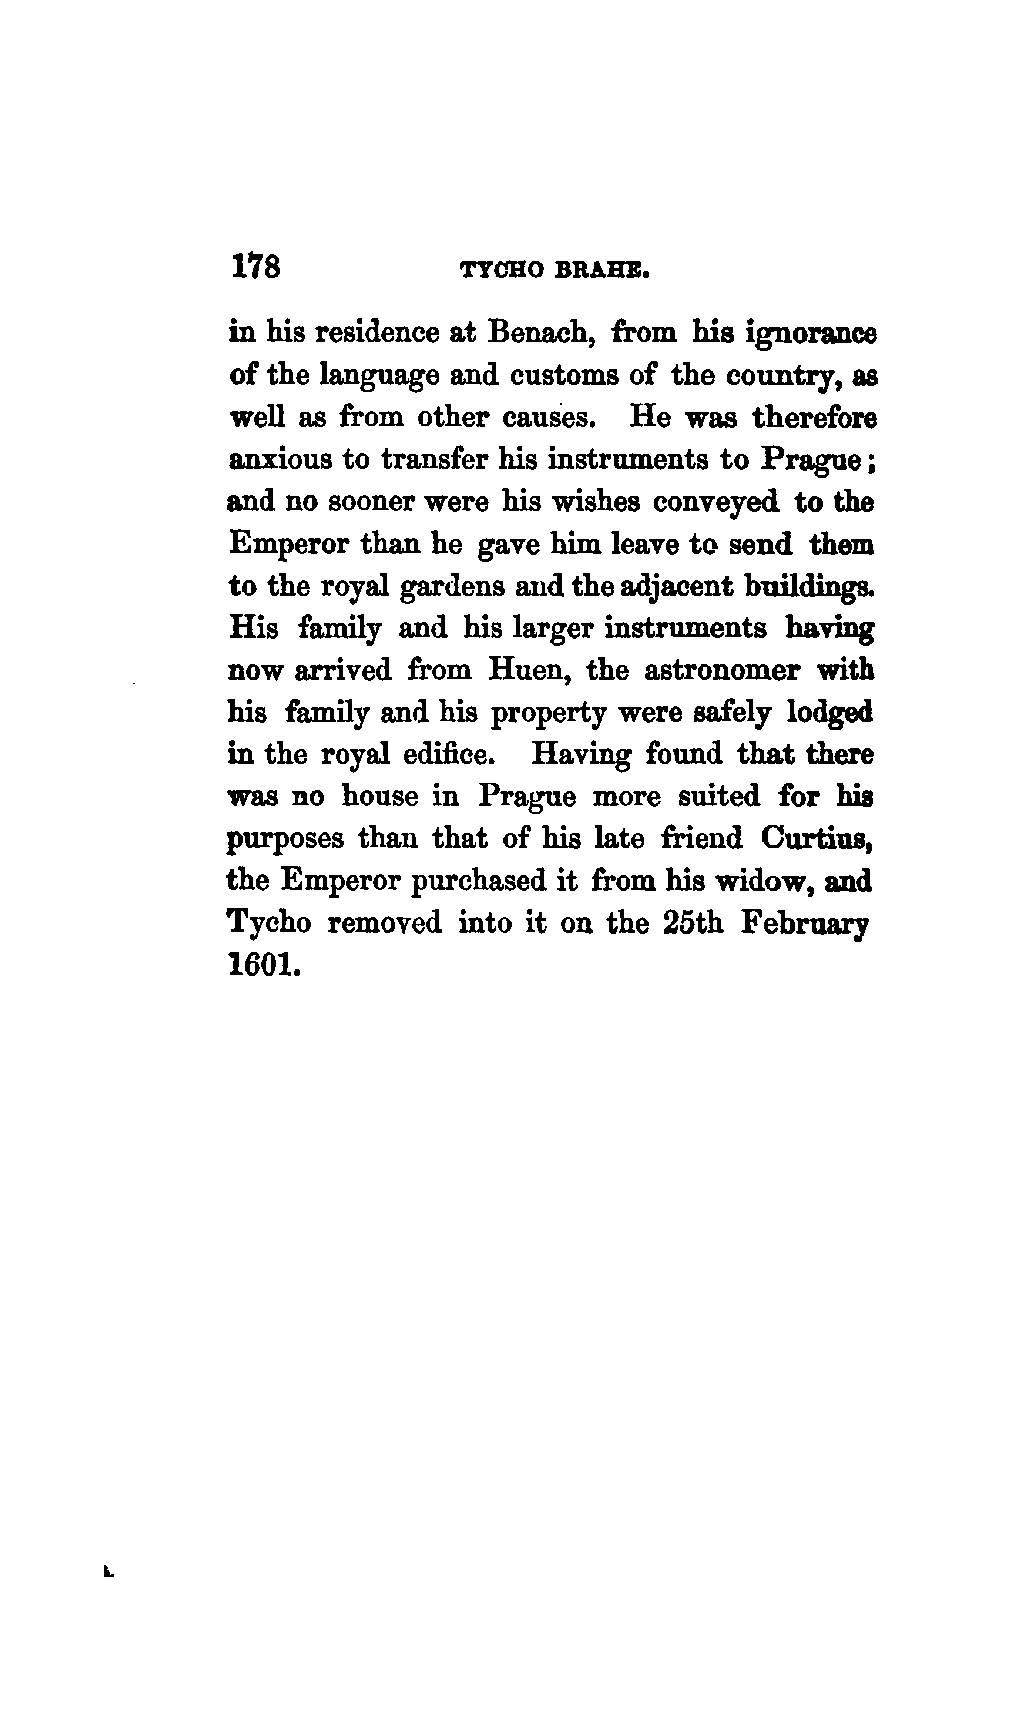 178 TYCHO BRAHE.
in his residence at Benach, from his ignorance
of the language and customs of the country, as
well as from other causes. He was therefore
anxious to transfer his instruments to Prague;
and no sooner were his wishes conveyed to the
Emperor than he gave him leave to send them
to the royal gardens and the adjacent buildings.
His family and his larger instruments having
now arrived from Huen, the astronomer with
his family and his property were safely lodged
in the royal edifice. Having found that there
was no house in Prague more suited for his
purposes than that of his late friend Curtius,
the Emperor purchased it from his widow, and
Tycho removed into it on the 25th February
1601.